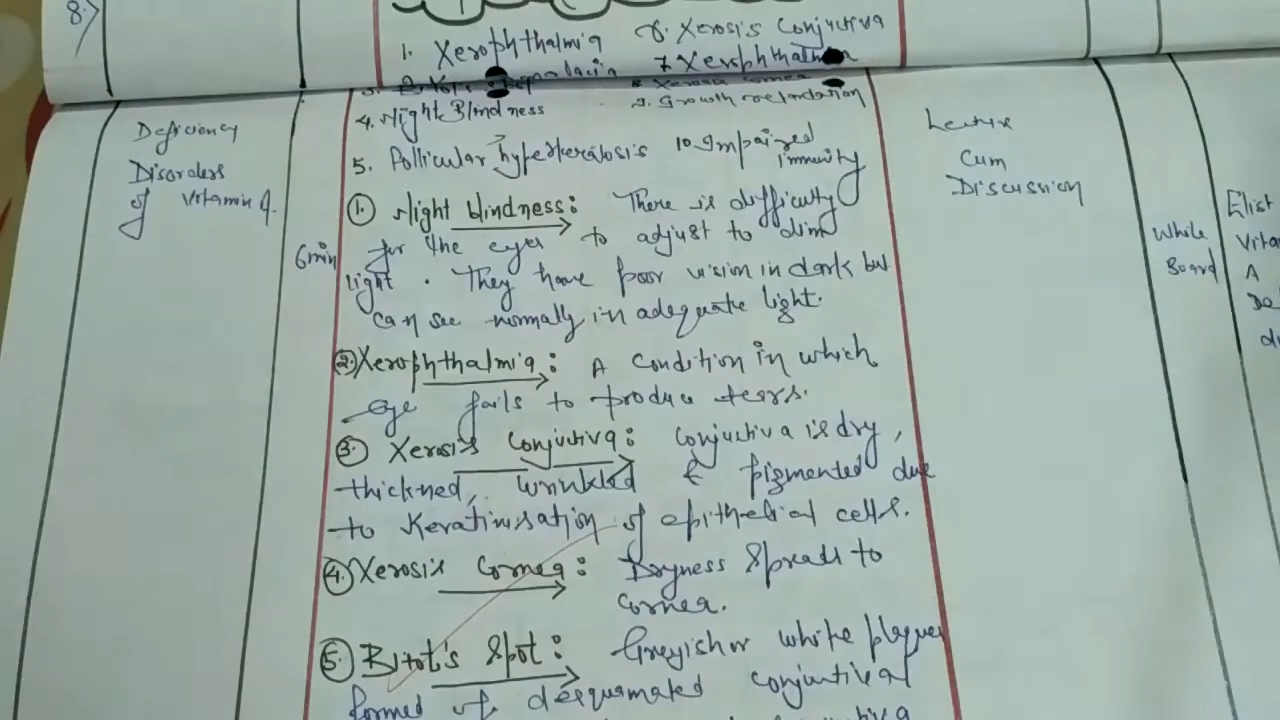 8.
1. Xerophthalmia 6. Xerosis Conjuctiva
7 Xerophthalmia
4. Night Blindness 9. Growth retardation
5. Follicular hyperkeratosis 10 Impaired
immunity
Deficiency
Disorders
of Vitamin A.
6min
① Night blindness: There is difficulty
for the eyes to adjust to dim
light. They have poor vision in dark but
can see normally in adequate light.
② Xerophthalmia: A condition in which
eye fails to produce tears.
③ Xerosis Conjuctiva: Conjuctiva is dry,
thickned, wrinkled & pigmented due
to Keratinisation of epithelial cells.
④ Xerosis Cornea: Dryness Spreads to
cornea.
⑤ Bitot's Spot: Greyish or white plaques
formed of desquamated conjuntival
Lecture
Cum
Discussion
White
Board
Elist
Vita
A
De
di